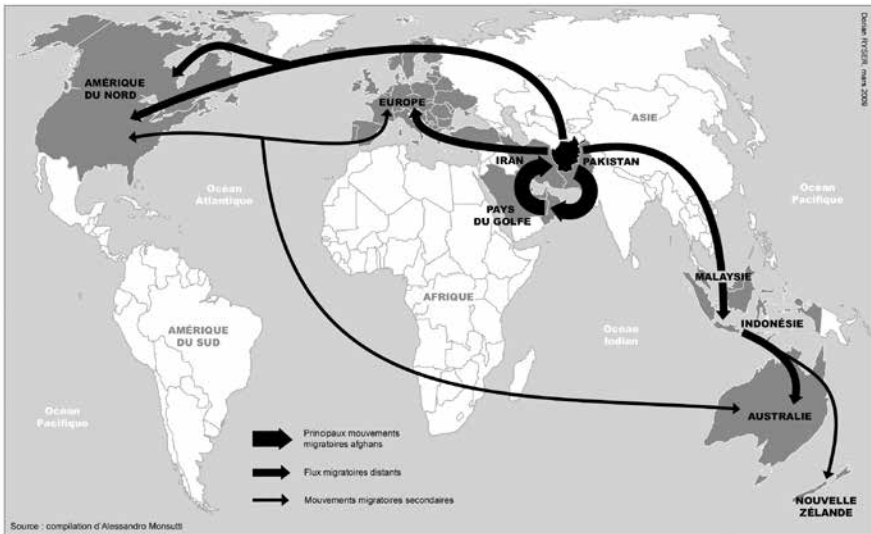 Dorian RYSER, mars 2009
AMÉRIQUE
DU NORD
EUROPE
ASIE
IRAN
PAKISTAN
Océan
Atlantique
PAYS
DU GOLFE
Océan
Pacifique
MALAYSIE
AFRIQUE
INDONÉSIE
AMÉRIQUE
DU SUD
Océan
Indian
Océan
Pacifique
AUSTRALIE
Principaux mouvements
migratoires afghans
Flux migratoires distants
Mouvements migratoires secondaires
NOUVELLE
ZÉLANDE
Source : compilation d'Alessandro Monsutti